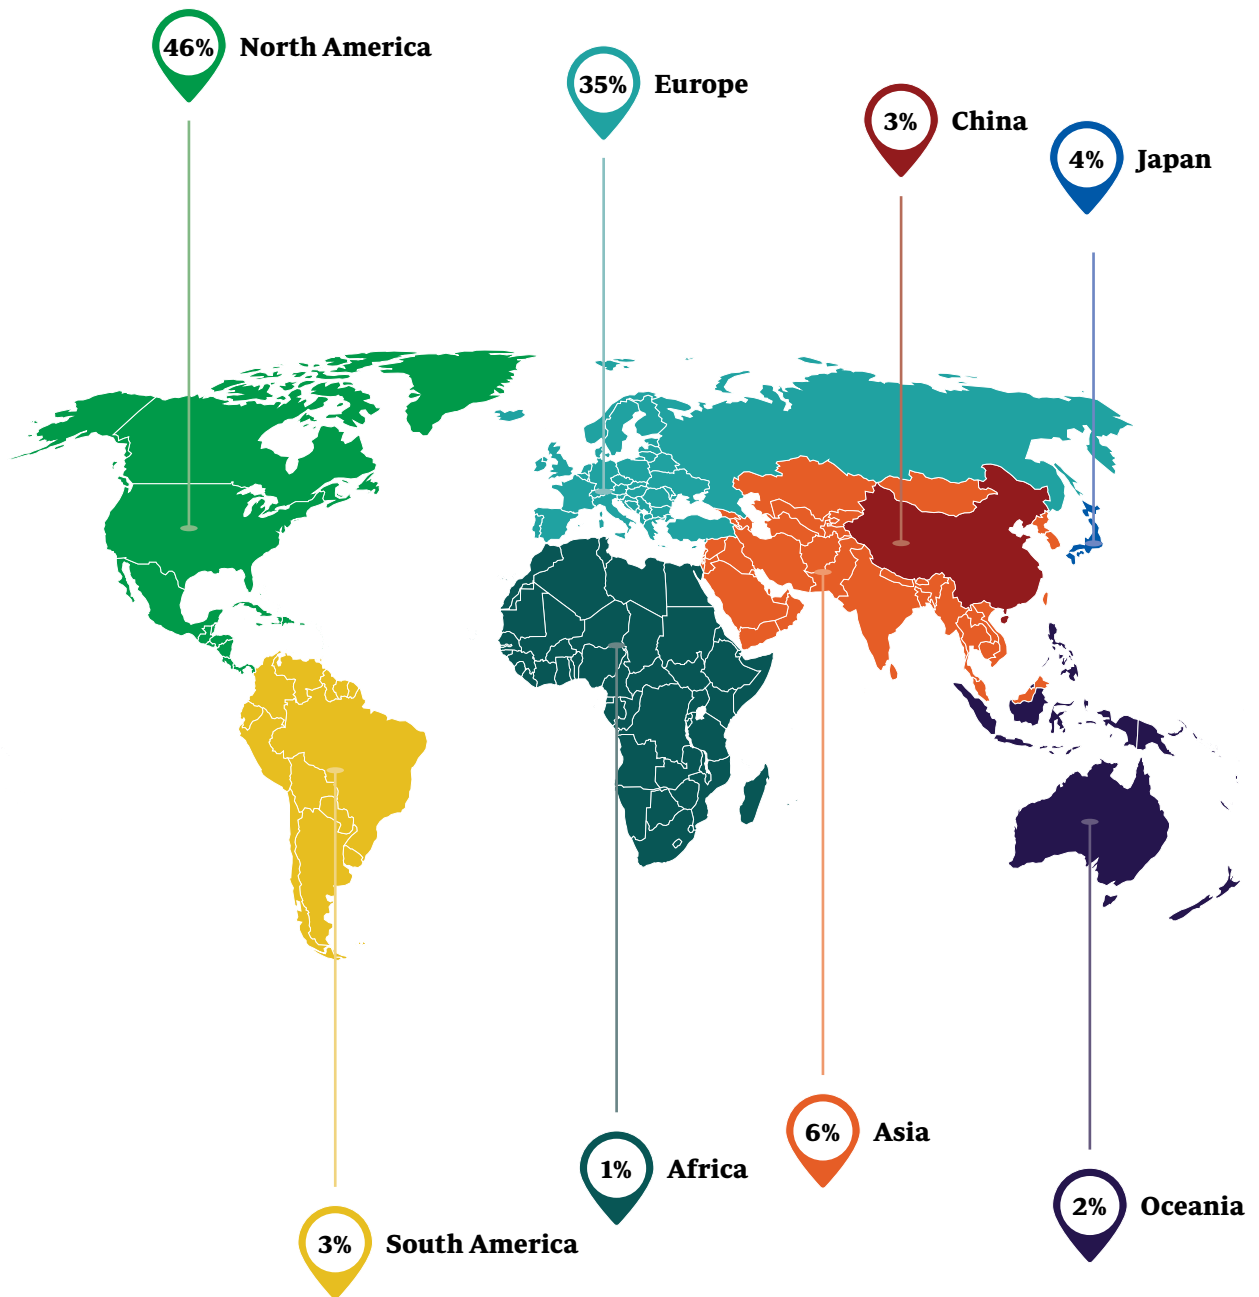 46% North America
35% Europe
3% China
4% Japan
6% Asia
1% Africa
2% Oceania
3% South America